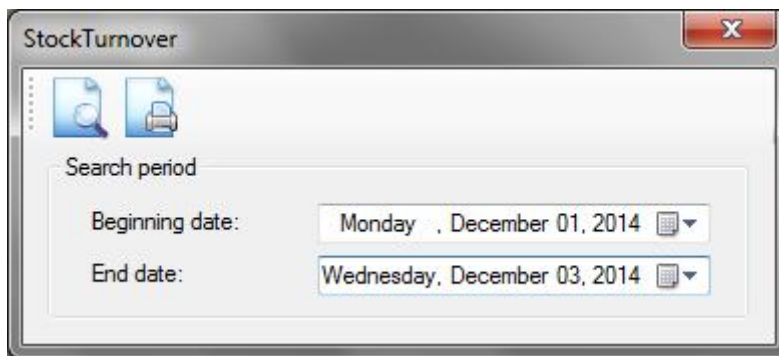 StockTurnover
Search period
Beginning date: Monday , December 01, 2014
End date: Wednesday, December 03, 2014